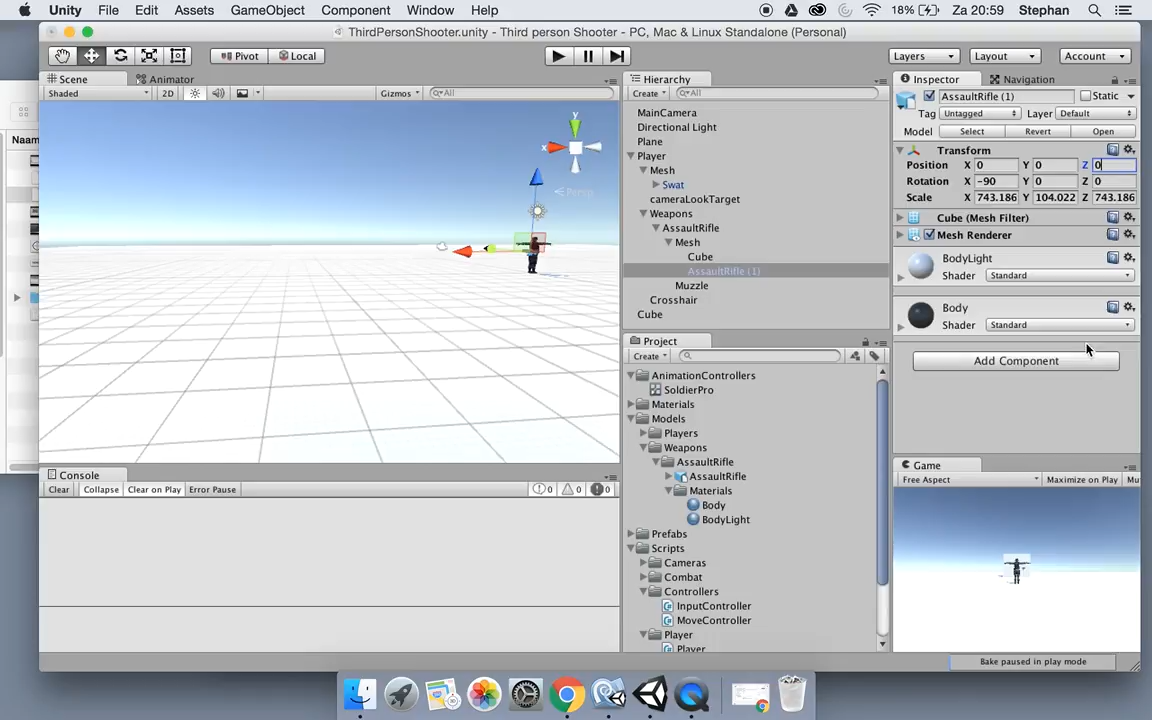 Unity File Edit Assets GameObject Component Window Help 18% Za 20:59 Stephan
ThirdPersonShooter.unity - Third person Shooter - PC, Mac & Linux Standalone (Personal)
Pivot Local Layers Layout Account
Scene Animator
Shaded 2D Gizmos All
y
x
Persp
Hierarchy
Create All
MainCamera
Directional Light
Plane
Player
Mesh
Swat
cameraLookTarget
Weapons
AssaultRifle
Mesh
Cube
AssaultRifle (1)
Muzzle
Crosshair
Cube
Inspector Navigation
AssaultRifle (1) Static
Tag Untagged Layer Default
Model Select Revert Open
Transform
Position X 0 Y 0 Z 0
Rotation X -90 Y 0 Z 0
Scale X 743.186 Y 104.022 Z 743.186
Cube (Mesh Filter)
Mesh Renderer
BodyLight
Shader Standard
Body
Shader Standard
Add Component
Project
Create
AnimationControllers
SoldierPro
Materials
Models
Players
Weapons
AssaultRifle
AssaultRifle
Materials
Body
BodyLight
Prefabs
Scripts
Cameras
Combat
Controllers
InputController
MoveController
Player
Player
Console
Clear Collapse Clear on Play Error Pause 0 0 0
Game
Free Aspect Maximize on Play Mu
Bake paused in play mode
Naam